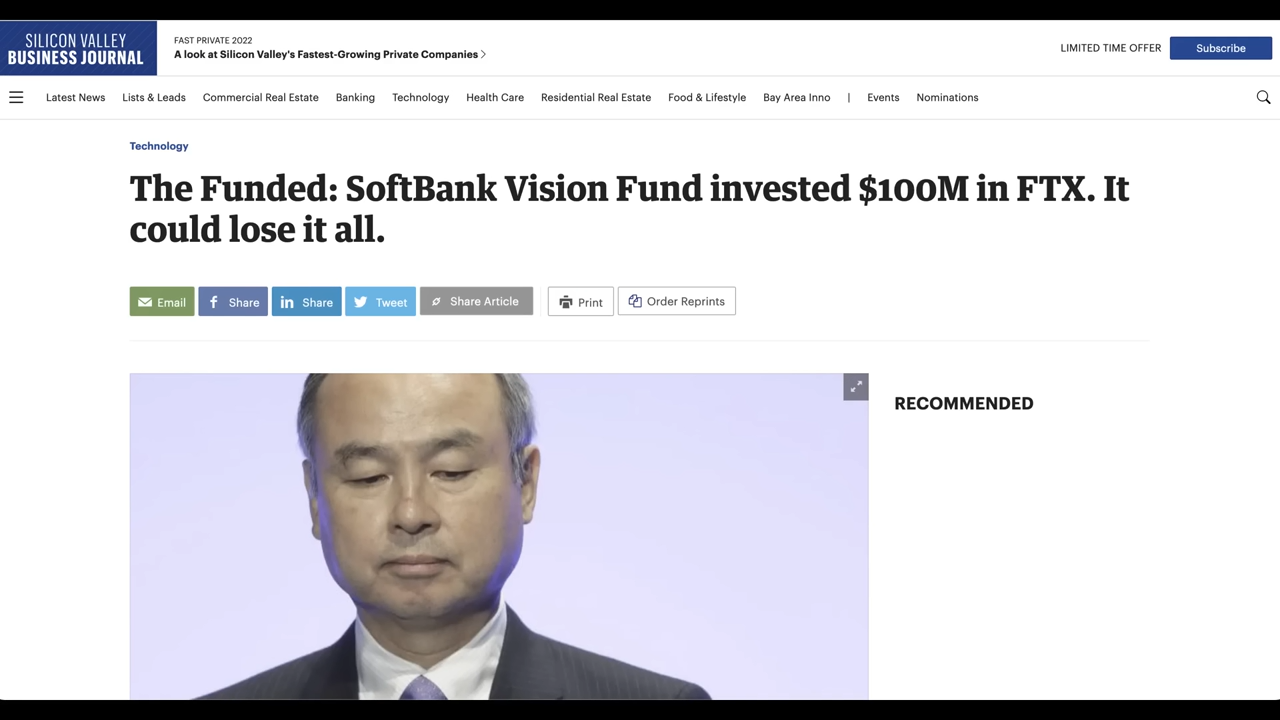 SILICON VALLEY
BUSINESS JOURNAL
FAST PRIVATE 2022
A look at Silicon Valley's Fastest-Growing Private Companies
LIMITED TIME OFFER
Subscribe
Latest News
Lists & Leads
Commercial Real Estate
Banking
Technology
Health Care
Residential Real Estate
Food & Lifestyle
Bay Area Inno
|
Events
Nominations
Technology
The Funded: SoftBank Vision Fund invested $100M in FTX. It
could lose it all.
Email
Share
Share
Tweet
Share Article
Print
Order Reprints
RECOMMENDED